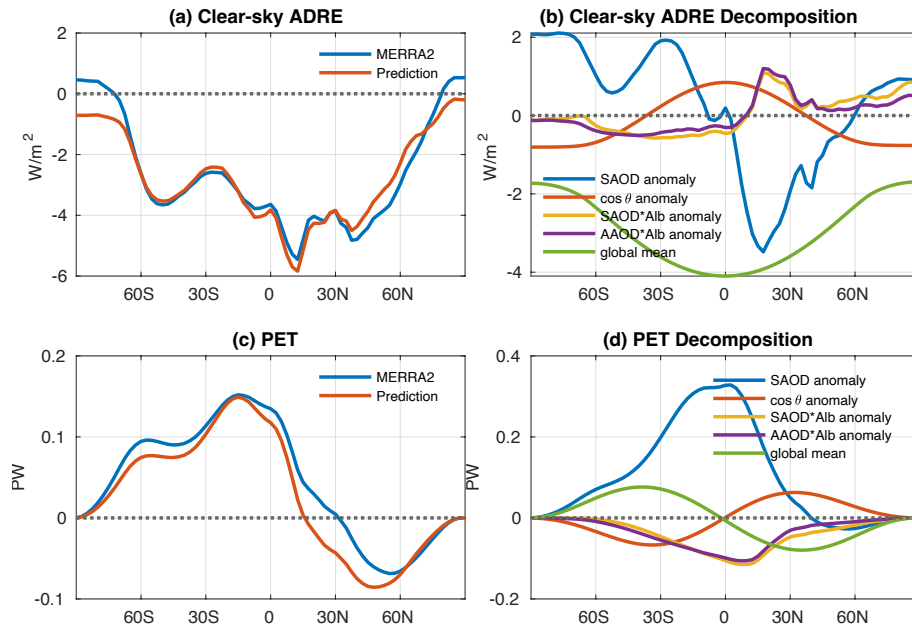 (a) Clear-sky ADRE
2
0
-2
-4
-6
W/m²
60S 30S 0 30N 60N
MERRA2
Prediction
(b) Clear-sky ADRE Decomposition
2
0
-2
-4
W/m²
60S 30S 0 30N 60N
SAOD anomaly
cos θ anomaly
SAOD*Alb anomaly
AAOD*Alb anomaly
global mean
(c) PET
0.2
0.1
0
-0.1
PW
60S 30S 0 30N 60N
MERRA2
Prediction
(d) PET Decomposition
0.4
0.2
0
-0.2
PW
60S 30S 0 30N 60N
SAOD anomaly
cos θ anomaly
SAOD*Alb anomaly
AAOD*Alb anomaly
global mean